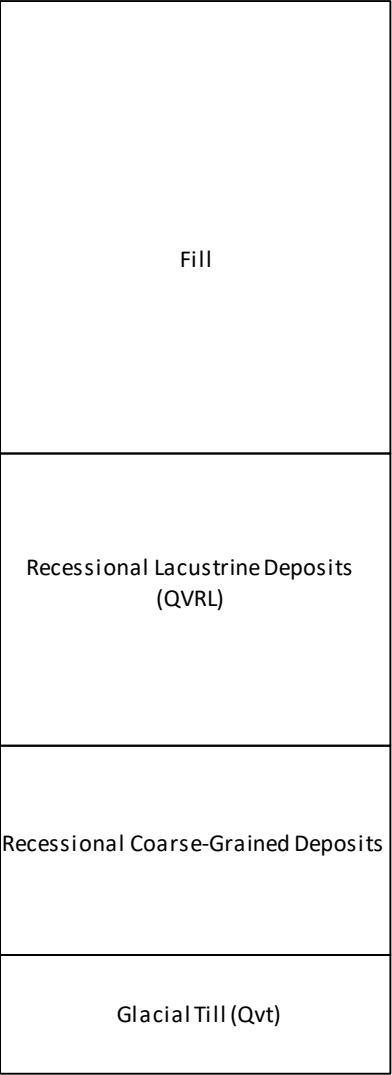 Fill
Recessional Lacustrine Deposits
(QVRL)
Recessional Coarse-Grained Deposits
Glacial Till (Qvt)